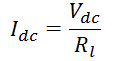 I_dc = V_dc / R_l